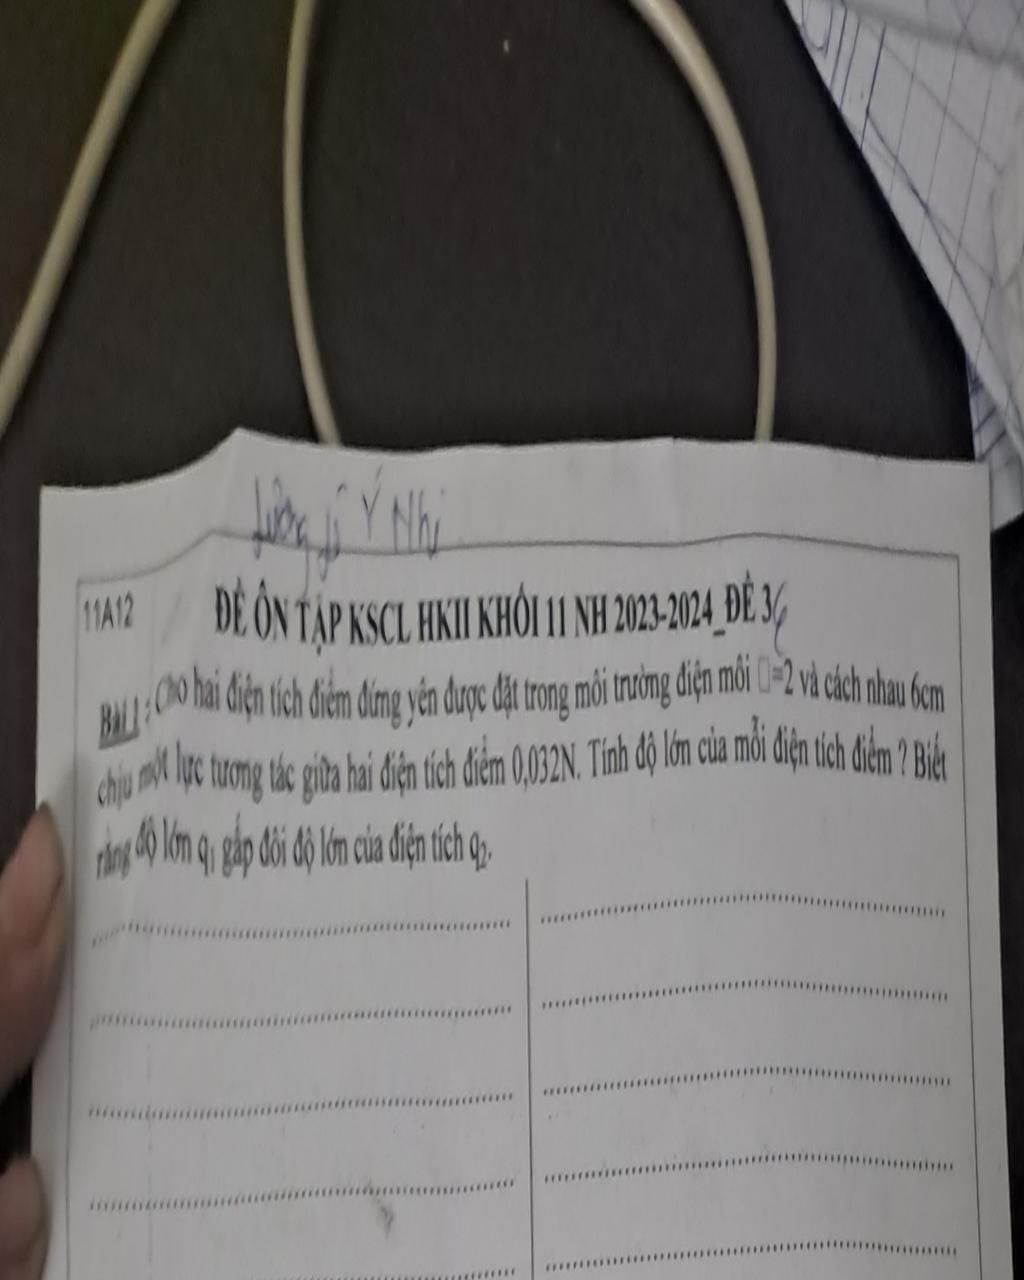 Lương Lê Ý Nhi
11A12
ĐỀ ÔN TẬP KSCL HKII KHỐI 11 NH 2023-2024_ĐỀ 36
Bài 1 : Cho hai điện tích điểm đứng yên được đặt trong môi trường điện môi □=2 và cách nhau 6cm
chịu một lực tương tác giữa hai điện tích điểm 0,032N. Tính độ lớn của mỗi điện tích điểm ? Biết
rằng độ lớn q₁ gấp đôi độ lớn của điện tích q₂.